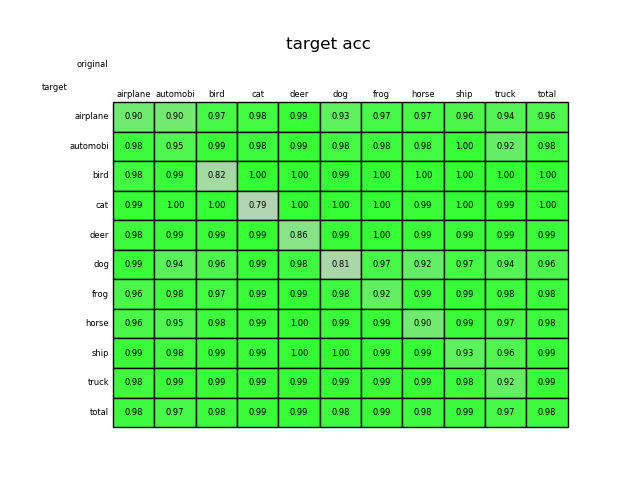 target acc
original
target
airplane automobi bird cat deer dog frog horse ship truck total
airplane 0.90 0.90 0.97 0.98 0.99 0.93 0.97 0.97 0.96 0.94 0.96
automobi 0.98 0.95 0.99 0.98 0.99 0.98 0.98 0.98 1.00 0.92 0.98
bird 0.98 0.99 0.82 1.00 1.00 0.99 1.00 1.00 1.00 1.00 1.00
cat 0.99 1.00 1.00 0.79 1.00 1.00 1.00 0.99 1.00 0.99 1.00
deer 0.98 0.99 0.99 0.99 0.86 0.99 1.00 0.99 0.99 0.99 0.99
dog 0.99 0.94 0.96 0.99 0.98 0.81 0.97 0.92 0.97 0.94 0.96
frog 0.96 0.98 0.97 0.99 0.99 0.98 0.92 0.99 0.99 0.98 0.98
horse 0.96 0.95 0.98 0.99 1.00 0.99 0.99 0.90 0.99 0.97 0.98
ship 0.99 0.98 0.99 0.99 1.00 1.00 0.99 0.99 0.93 0.96 0.99
truck 0.98 0.99 0.99 0.99 0.99 0.99 0.99 0.99 0.98 0.92 0.99
total 0.98 0.97 0.98 0.99 0.99 0.98 0.99 0.98 0.99 0.97 0.98